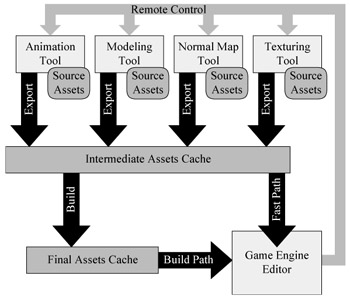 Remote Control
Animation
Tool
Modeling
Tool
Normal Map
Tool
Texturing
Tool
Source
Assets
Source
Assets
Source
Assets
Source
Assets
Export
Export
Export
Export
Intermediate Assets Cache
Build
Fast Path
Final Assets Cache
Build Path
Game Engine
Editor